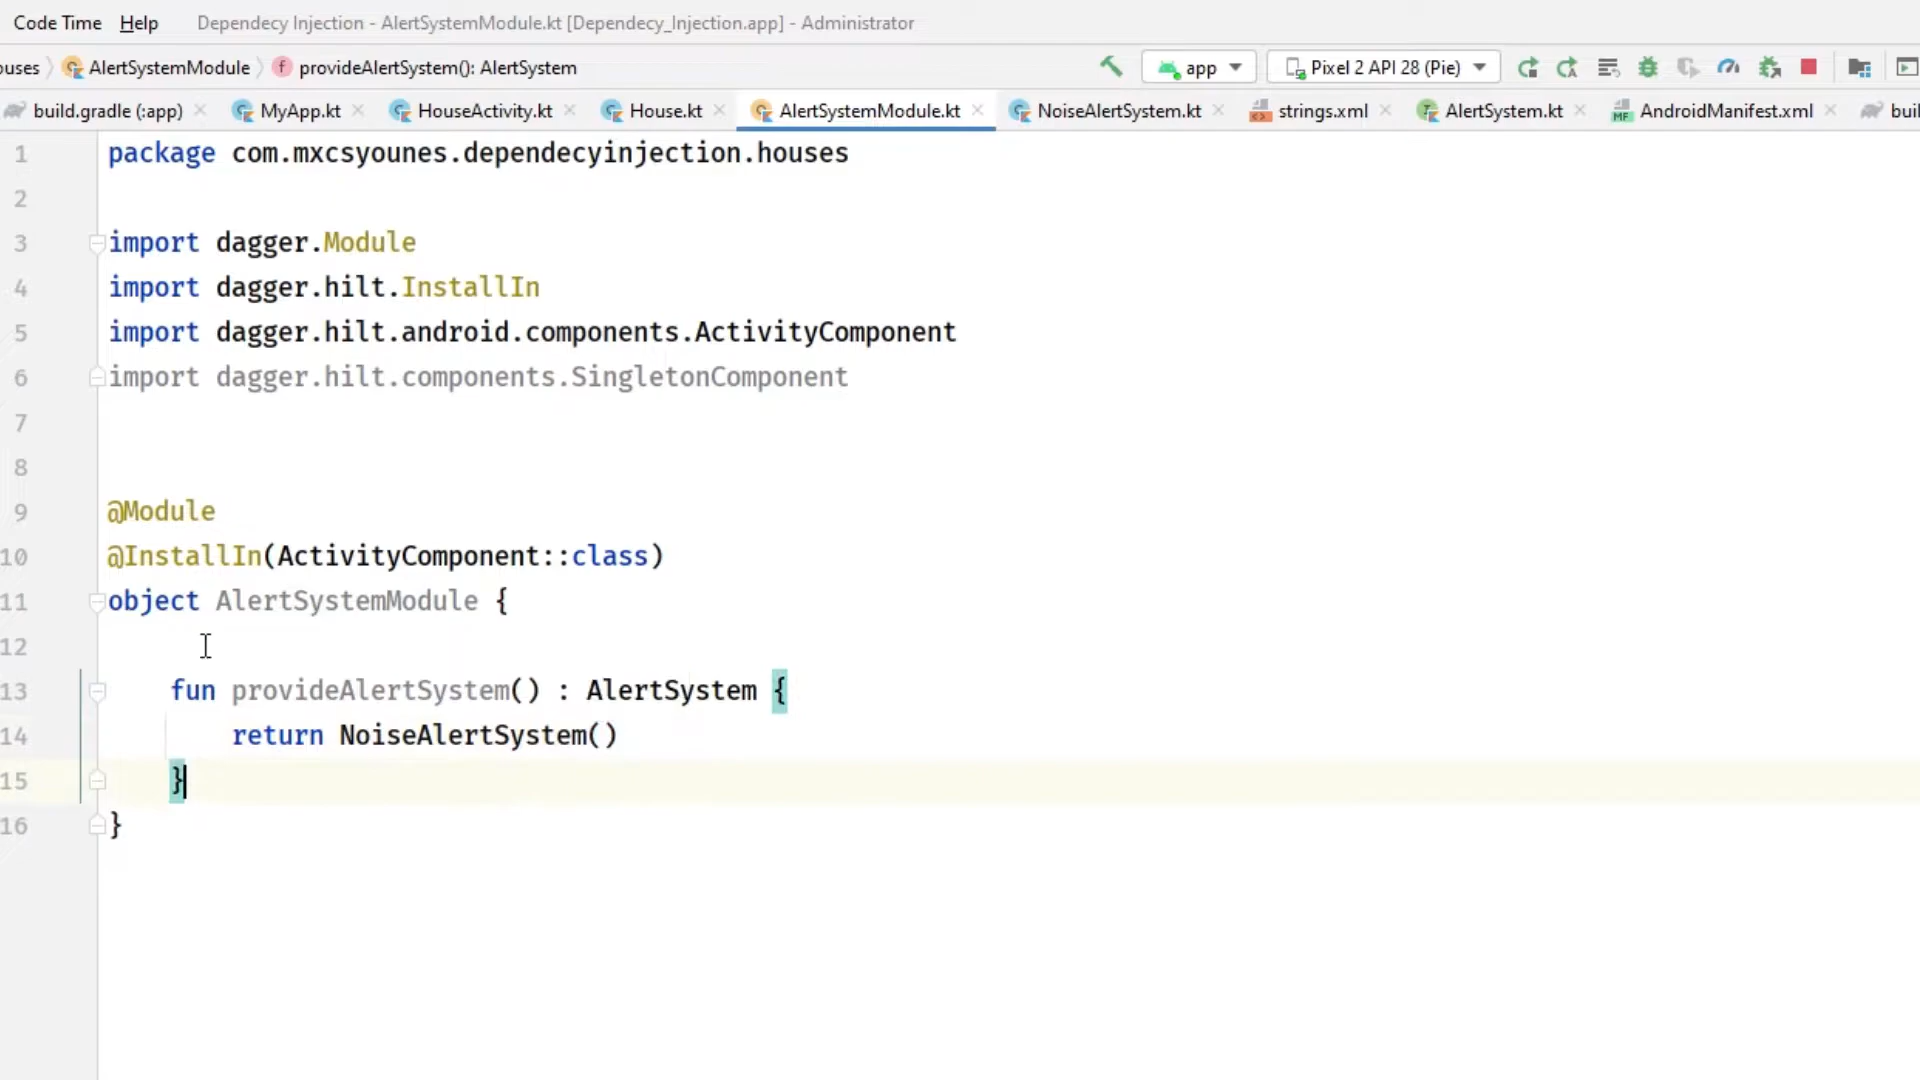 Code Time Help Dependecy Injection - AlertSystemModule.kt [Dependecy_Injection.app] - Administrator
ouses AlertSystemModule f provideAlertSystem(): AlertSystem app Pixel 2 API 28 (Pie)
build.gradle (:app) MyApp.kt HouseActivity.kt House.kt AlertSystemModule.kt NoiseAlertSystem.kt strings.xml AlertSystem.kt AndroidManifest.xml buil
1 package com.mxcsyounes.dependecyinjection.houses
2
3 import dagger.Module
4 import dagger.hilt.InstallIn
5 import dagger.hilt.android.components.ActivityComponent
6 import dagger.hilt.components.SingletonComponent
7
8
9 @Module
10 @InstallIn(ActivityComponent::class)
11 object AlertSystemModule {
12
13 fun provideAlertSystem() : AlertSystem {
14 return NoiseAlertSystem()
15 }
16 }